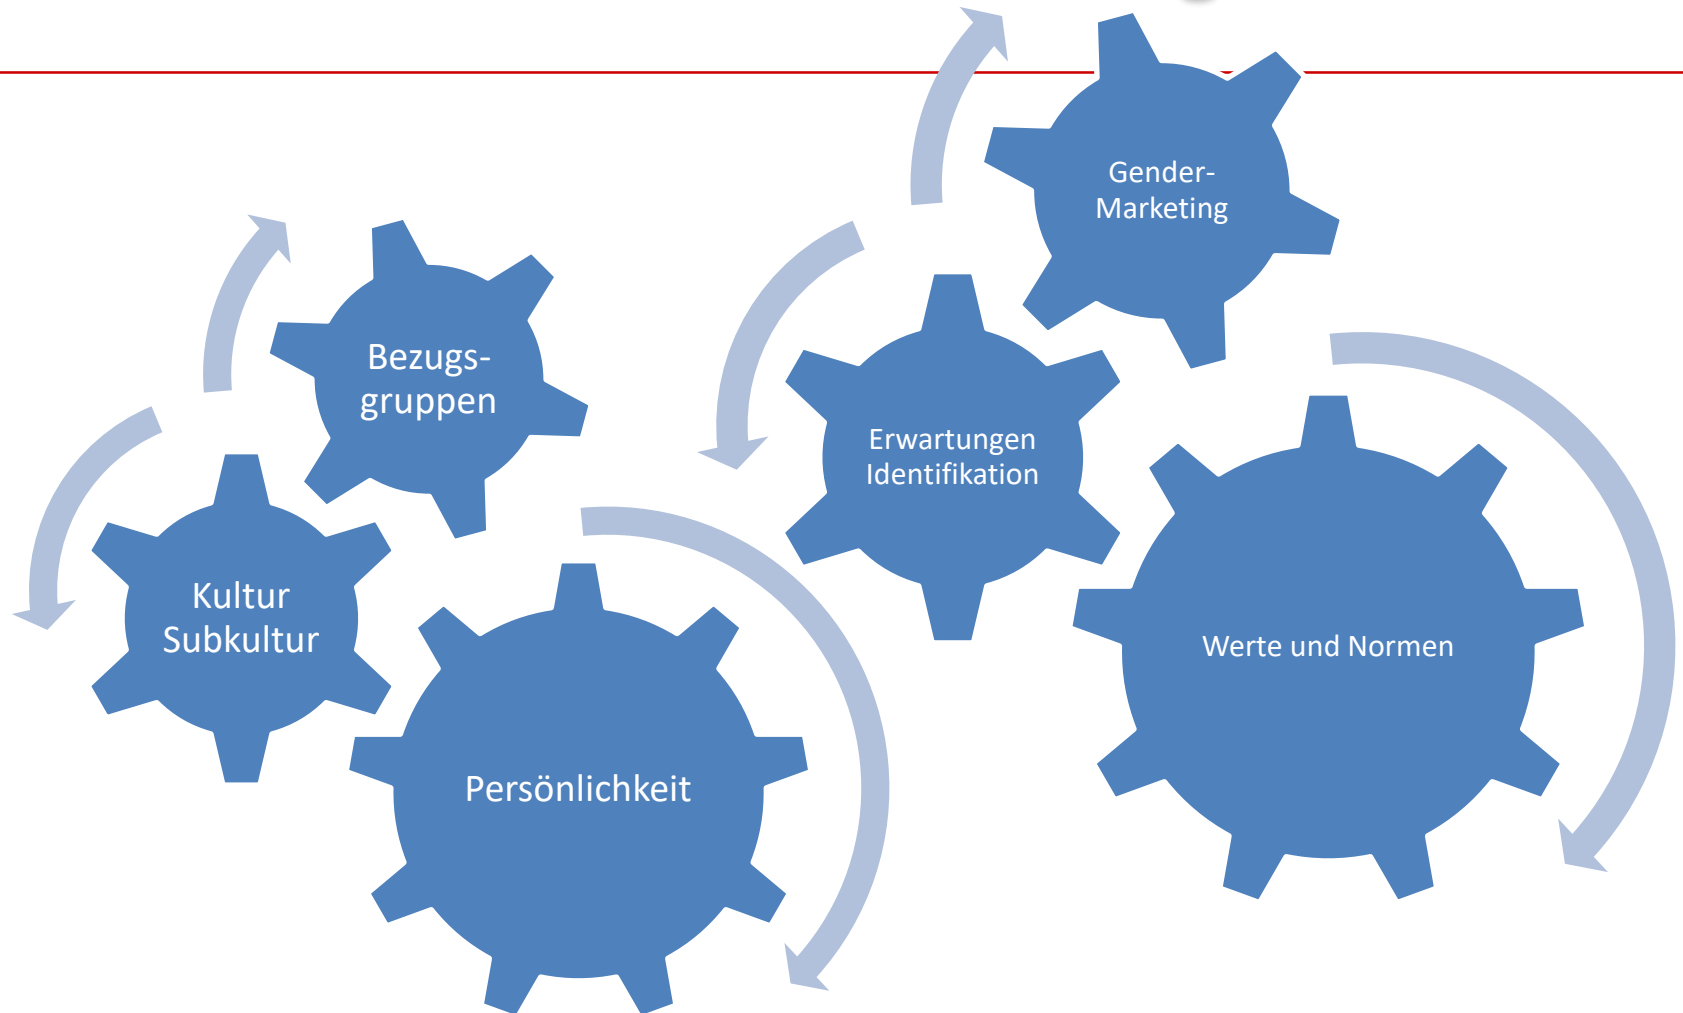 Gender-
Marketing
Bezugs-
gruppen
Erwartungen
Identifikation
Kultur
Subkultur
Werte und Normen
Persönlichkeit